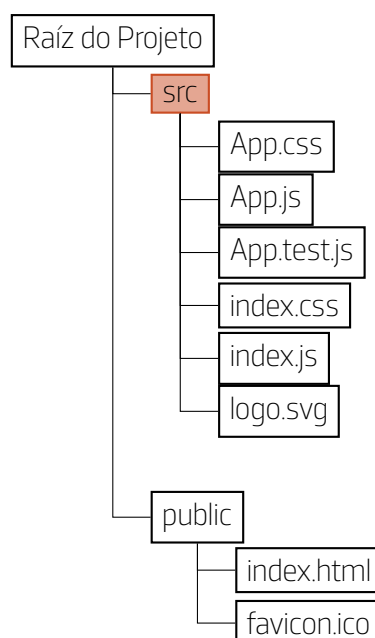 Raíz do Projeto
src
App.css
App.js
App.test.js
index.css
index.js
logo.svg
public
index.html
favicon.ico